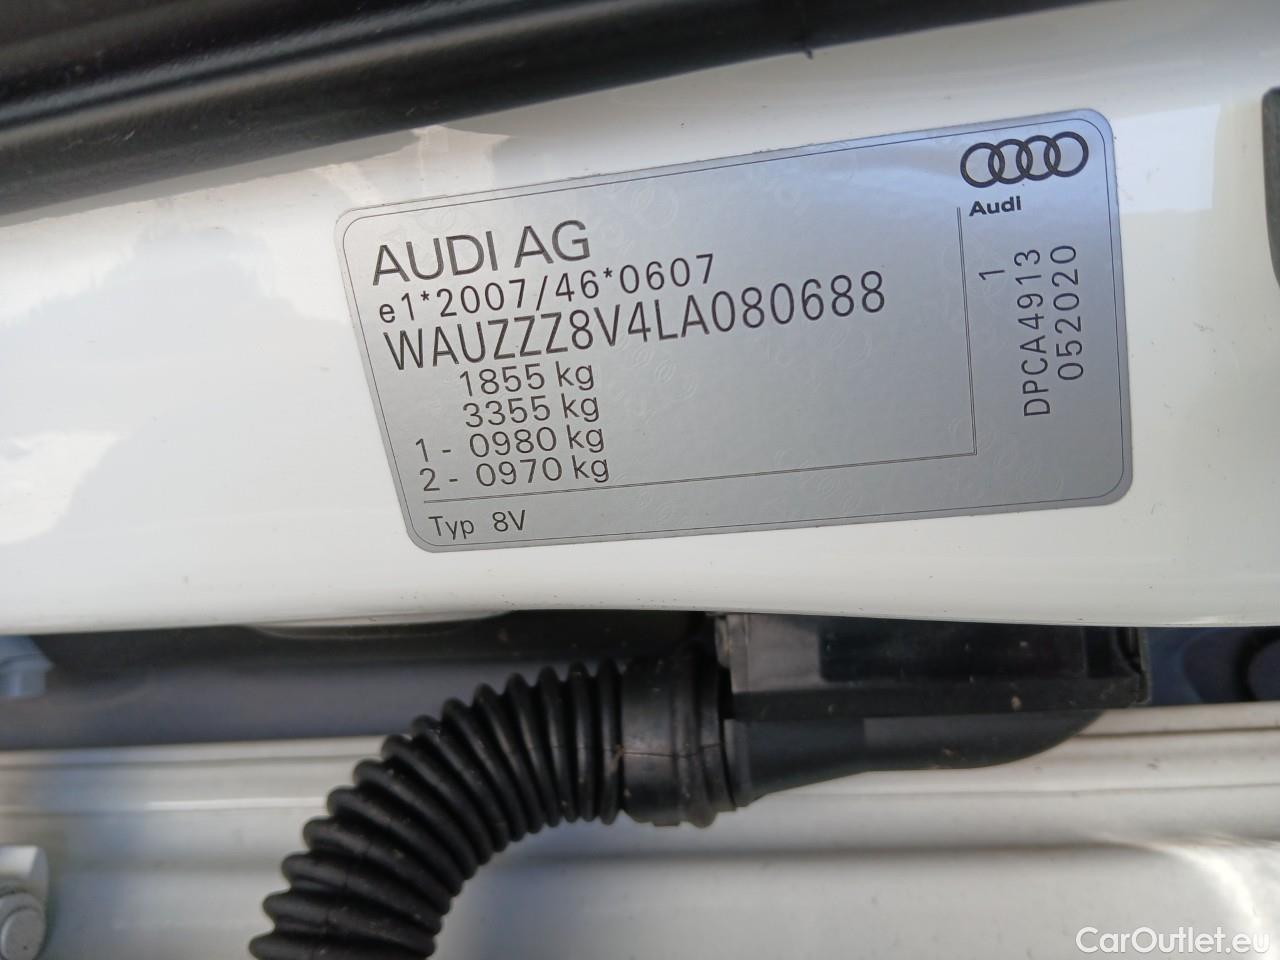 Audi
AUDI AG
e1*2007/46*0607
WAUZZZ8V4LA080688
1855 kg
3355 kg
1 - 0980 kg
2 - 0970 kg
Typ 8V
1
DPCA4913
052020
CarOutlet.eu